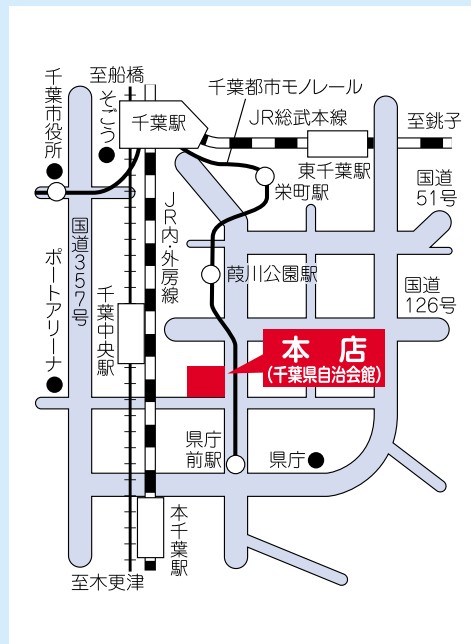 至船橋
千葉都市モノレール
千葉市役所
そごう
千葉駅
JR総武本線
至銚子
東千葉駅
栄町駅
国道
51号
JR内・外房線
国道357号
葭川公園駅
ポートアリーナ
千葉中央駅
国道
126号
本店
(千葉県自治会館)
県庁
前駅
県庁
本千葉駅
至木更津